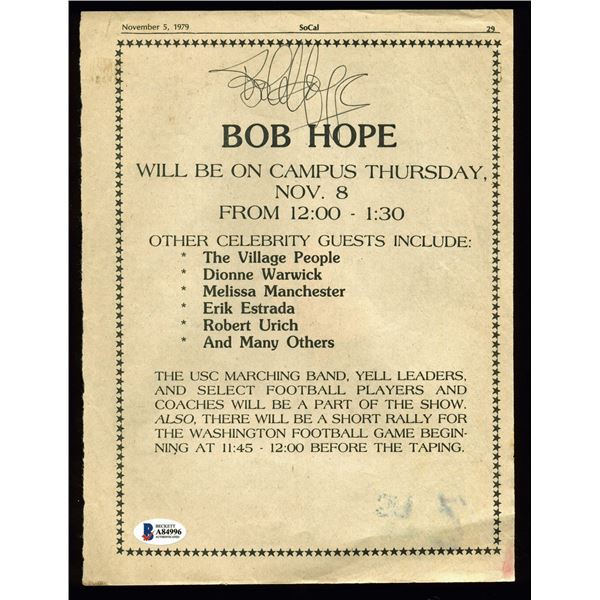 November 5, 1979 SoCal 29
Bob Hope
BOB HOPE
WILL BE ON CAMPUS THURSDAY,
NOV. 8
FROM 12:00 - 1:30
OTHER CELEBRITY GUESTS INCLUDE:
* The Village People
* Dionne Warwick
* Melissa Manchester
* Erik Estrada
* Robert Urich
* And Many Others
THE USC MARCHING BAND, YELL LEADERS,
AND SELECT FOOTBALL PLAYERS AND
COACHES WILL BE A PART OF THE SHOW.
ALSO, THERE WILL BE A SHORT RALLY FOR
THE WASHINGTON FOOTBALL GAME BEGIN-
NING AT 11:45 - 12:00 BEFORE THE TAPING.
BECKETT
A84996
AUTHENTICATED